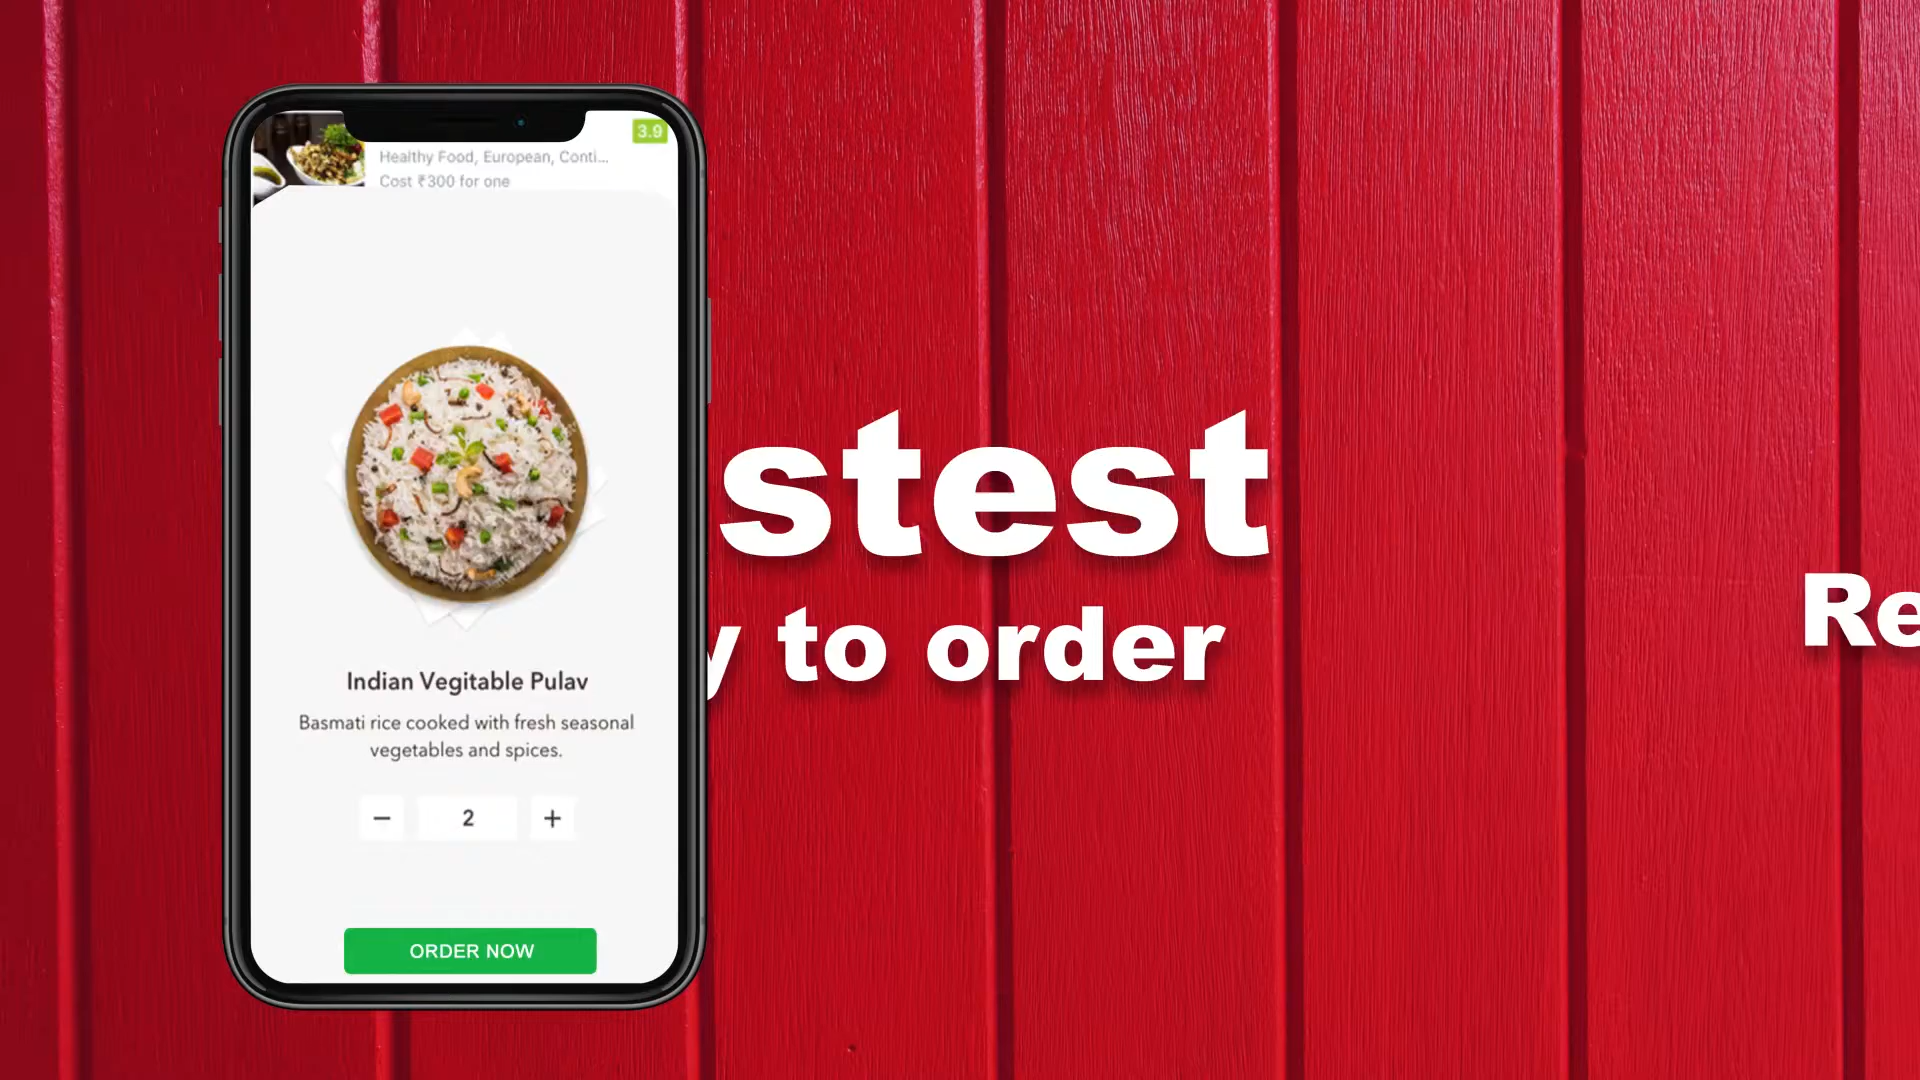 3.9
Healthy Food, European, Conti...
Cost ₹300 for one
Indian Vegitable Pulav
Basmati rice cooked with fresh seasonal
vegetables and spices.
− 2 +
ORDER NOW
stest
y to order
Re